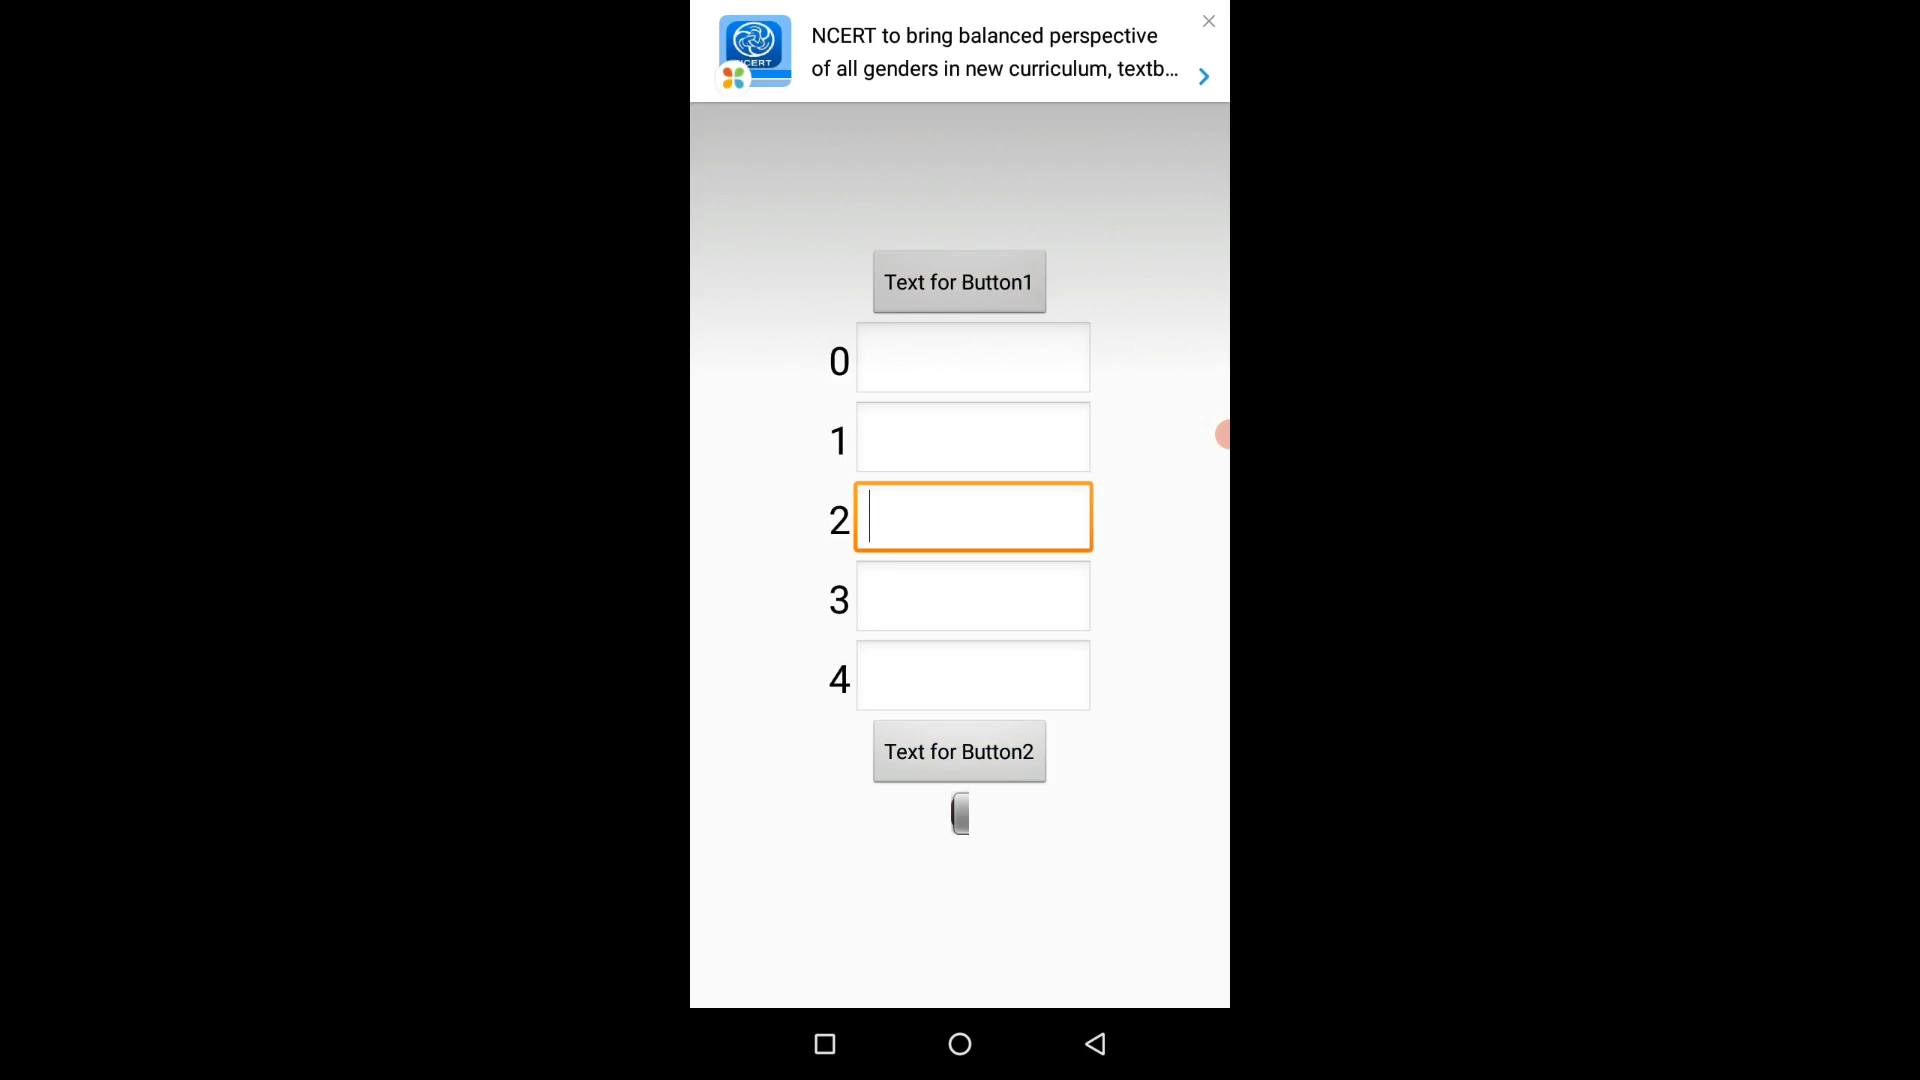 NCERT to bring balanced perspective
of all genders in new curriculum, textb...
CERT
Text for Button1
0
1
2
3
4
Text for Button2